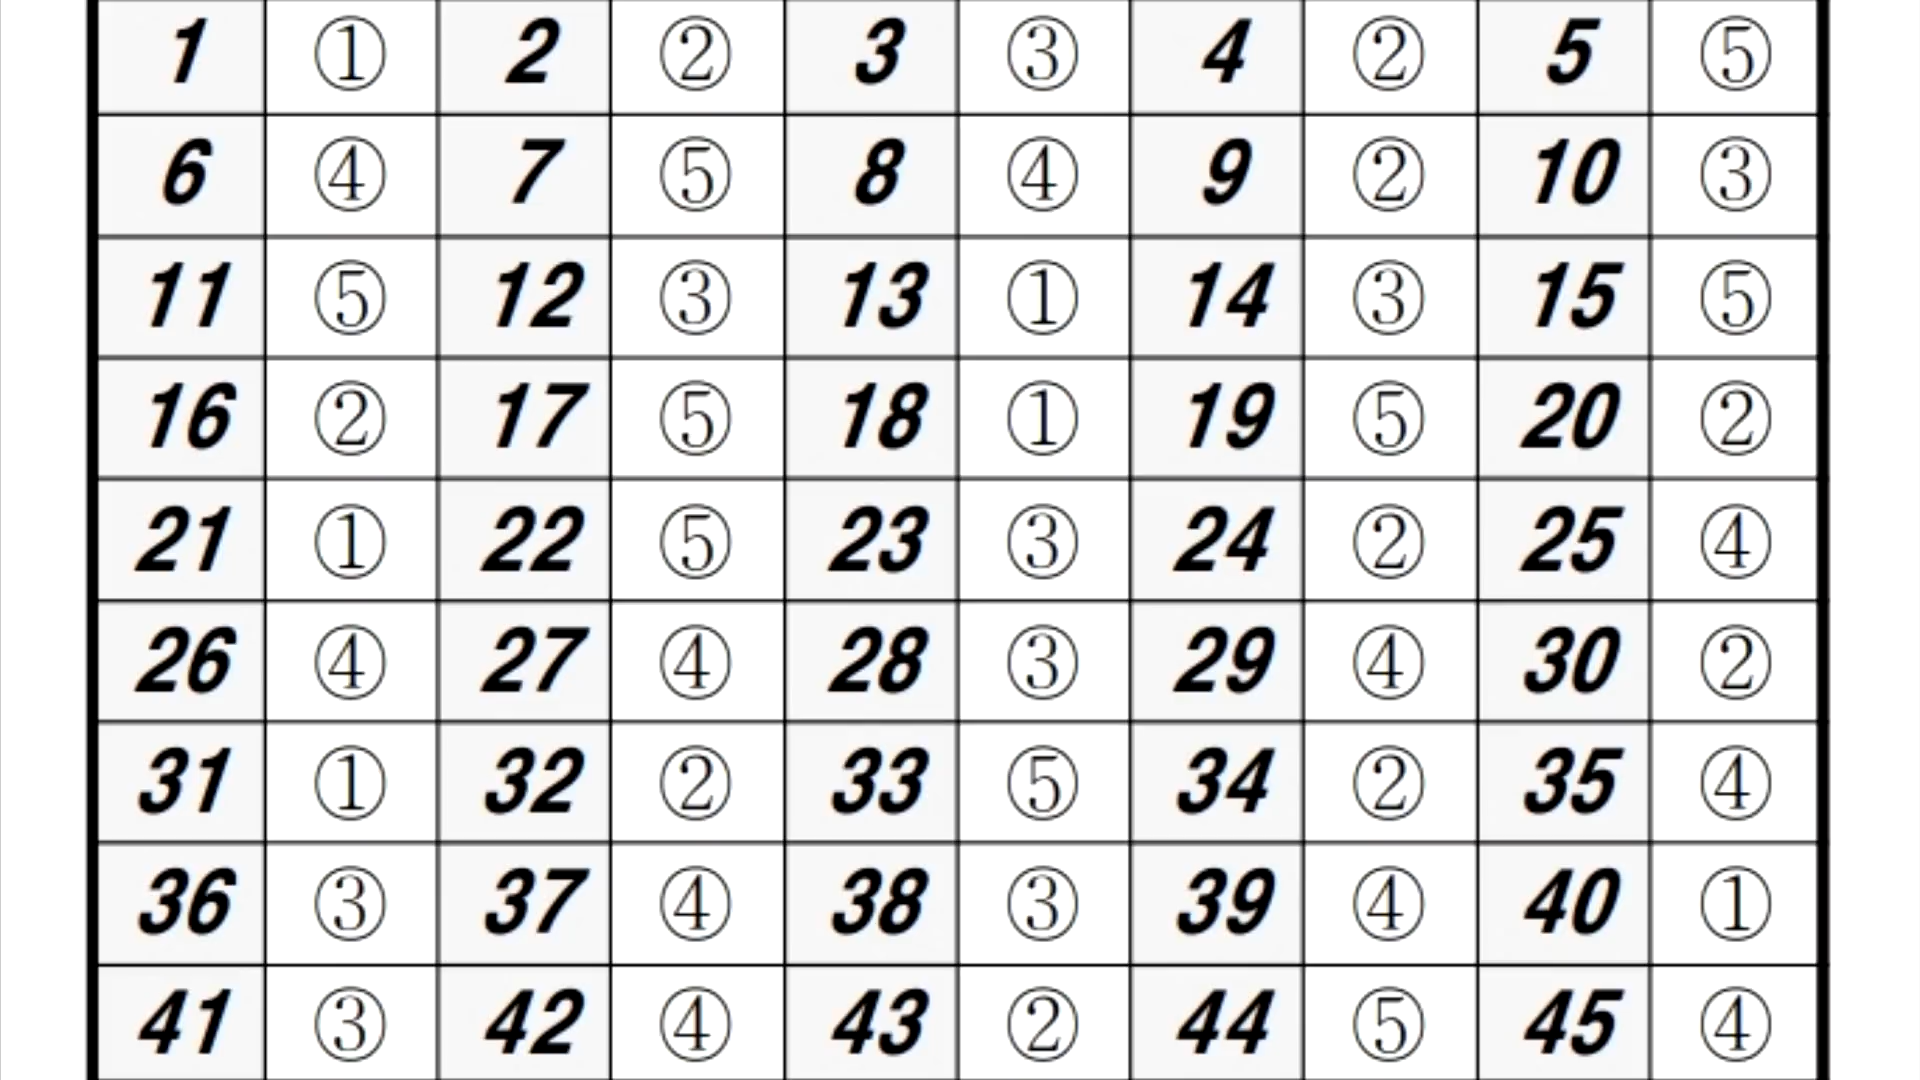 1 ① 2 ② 3 ③ 4 ② 5 ⑤
6 ④ 7 ⑤ 8 ④ 9 ② 10 ③
11 ⑤ 12 ③ 13 ① 14 ③ 15 ⑤
16 ② 17 ⑤ 18 ① 19 ⑤ 20 ②
21 ① 22 ⑤ 23 ③ 24 ② 25 ④
26 ④ 27 ④ 28 ③ 29 ④ 30 ②
31 ① 32 ② 33 ⑤ 34 ② 35 ④
36 ③ 37 ④ 38 ③ 39 ④ 40 ①
41 ③ 42 ④ 43 ② 44 ⑤ 45 ④